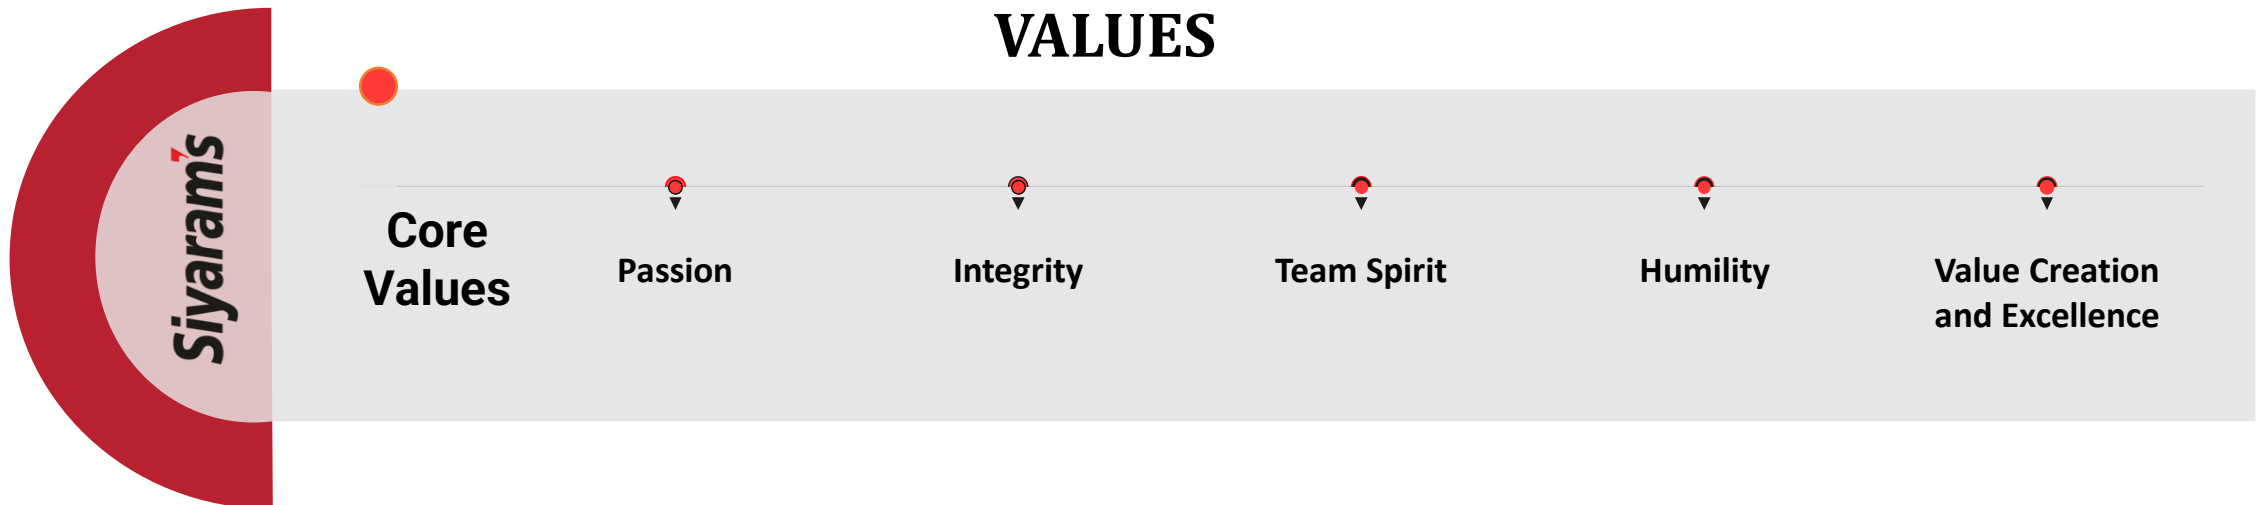 VALUES
Siyaram's
Core
Values
Passion
Integrity
Team Spirit
Humility
Value Creation
and Excellence